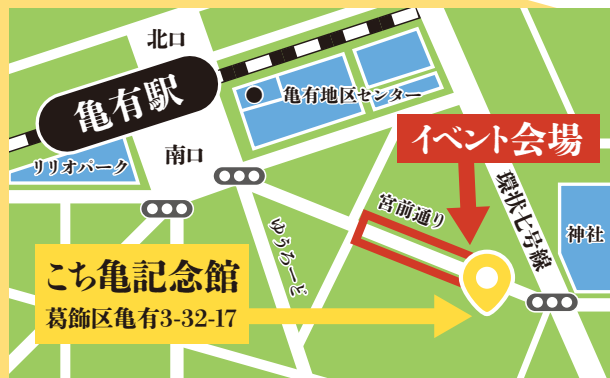 北口
亀有駅
亀有地区センター
リリオパーク
南口
イベント会場
環状七号線
宮前通り
神社
ゆうろーど
こち亀記念館
葛飾区亀有3-32-17